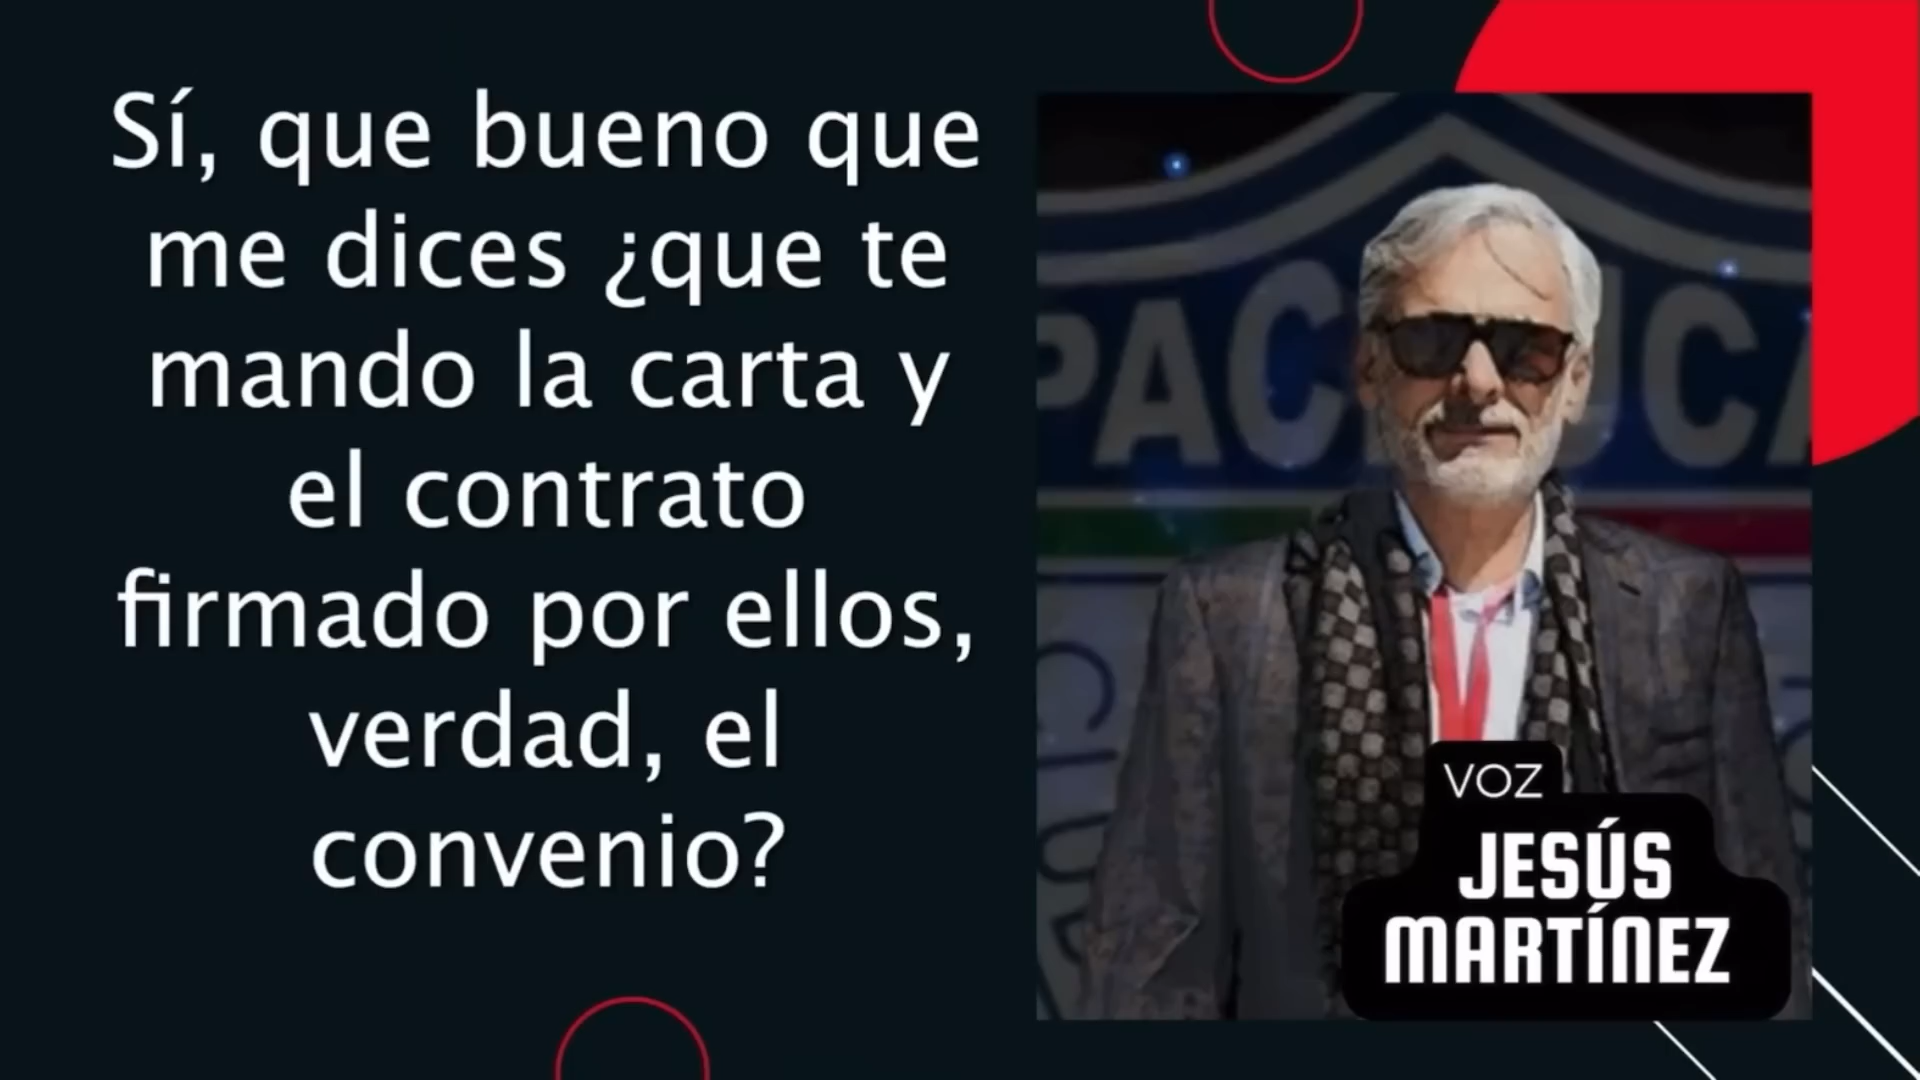 Sí, que bueno que
me dices ¿que te
mando la carta y
el contrato
firmado por ellos,
verdad, el
convenio?
PACHUCA
VOZ
JESÚS
MARTÍNEZ